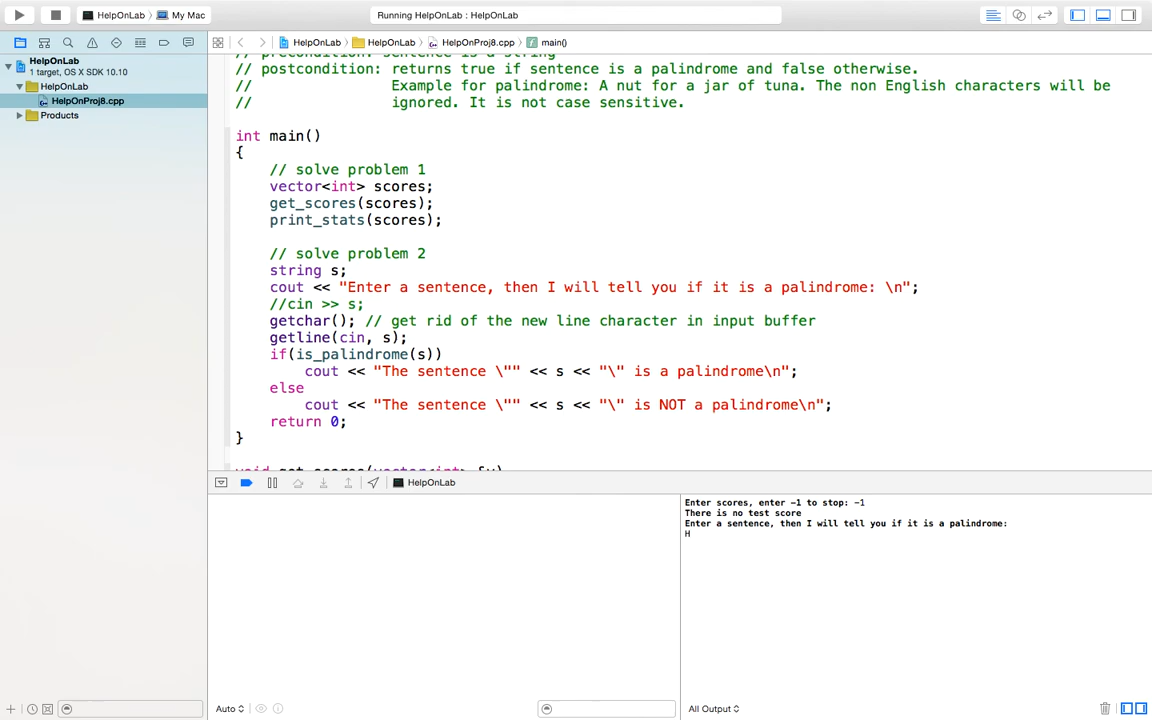 HelpOnLab › My Mac
Running HelpOnLab : HelpOnLab
HelpOnLab
1 target, OS X SDK 10.10
HelpOnLab
HelpOnProj8.cpp
Products
HelpOnLab › HelpOnLab › HelpOnProj8.cpp › main()
// postcondition: returns true if sentence is a palindrome and false otherwise.
// Example for palindrome: A nut for a jar of tuna. The non English characters will be
// ignored. It is not case sensitive.
int main()
{
// solve problem 1
vector<int> scores;
get_scores(scores);
print_stats(scores);
// solve problem 2
string s;
cout << "Enter a sentence, then I will tell you if it is a palindrome: \n";
//cin >> s;
getchar(); // get rid of the new line character in input buffer
getline(cin, s);
if(is_palindrome(s))
cout << "The sentence \"" << s << "\" is a palindrome\n";
else
cout << "The sentence \"" << s << "\" is NOT a palindrome\n";
return 0;
}
HelpOnLab
Enter scores, enter -1 to stop: -1
There is no test score
Enter a sentence, then I will tell you if it is a palindrome:
H
Auto
All Output